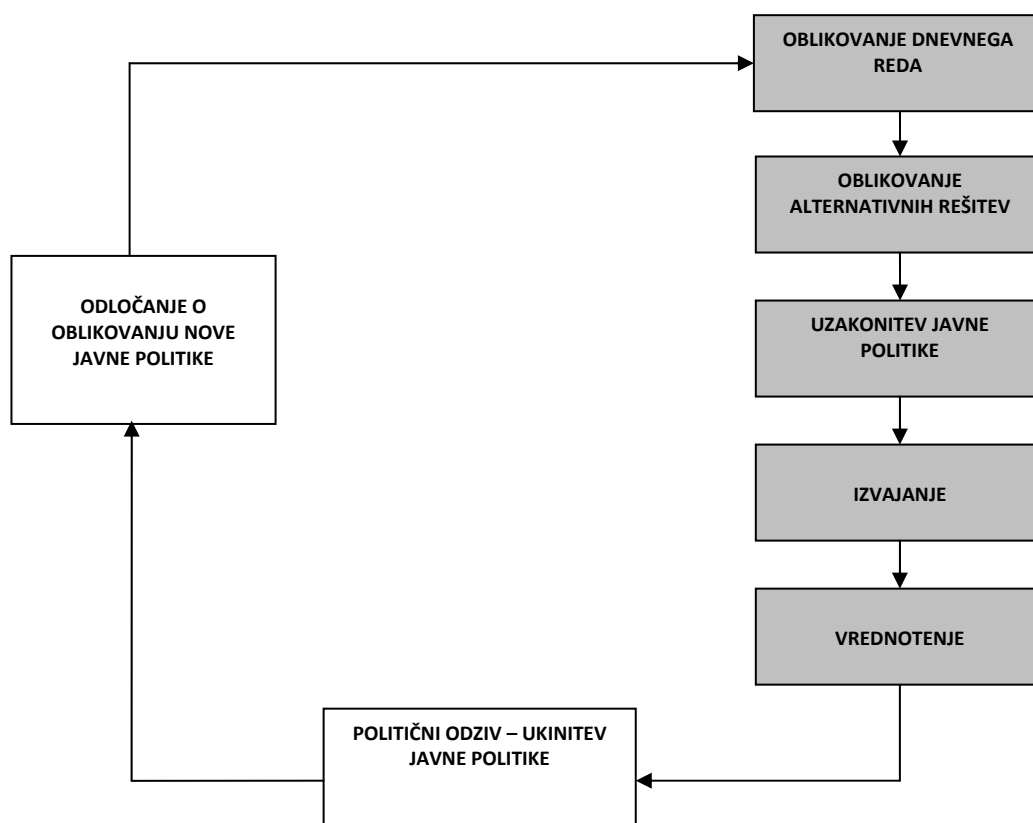 OBLIKOVANJE DNEVNEGA
REDA
OBLIKOVANJE
ALTERNATIVNIH REŠITEV
UZAKONITEV JAVNE
POLITIKE
IZVAJANJE
VREDNOTENJE
POLITIČNI ODZIV – UKINITEV
JAVNE POLITIKE
ODLOČANJE O
OBLIKOVANJU NOVE
JAVNE POLITIKE